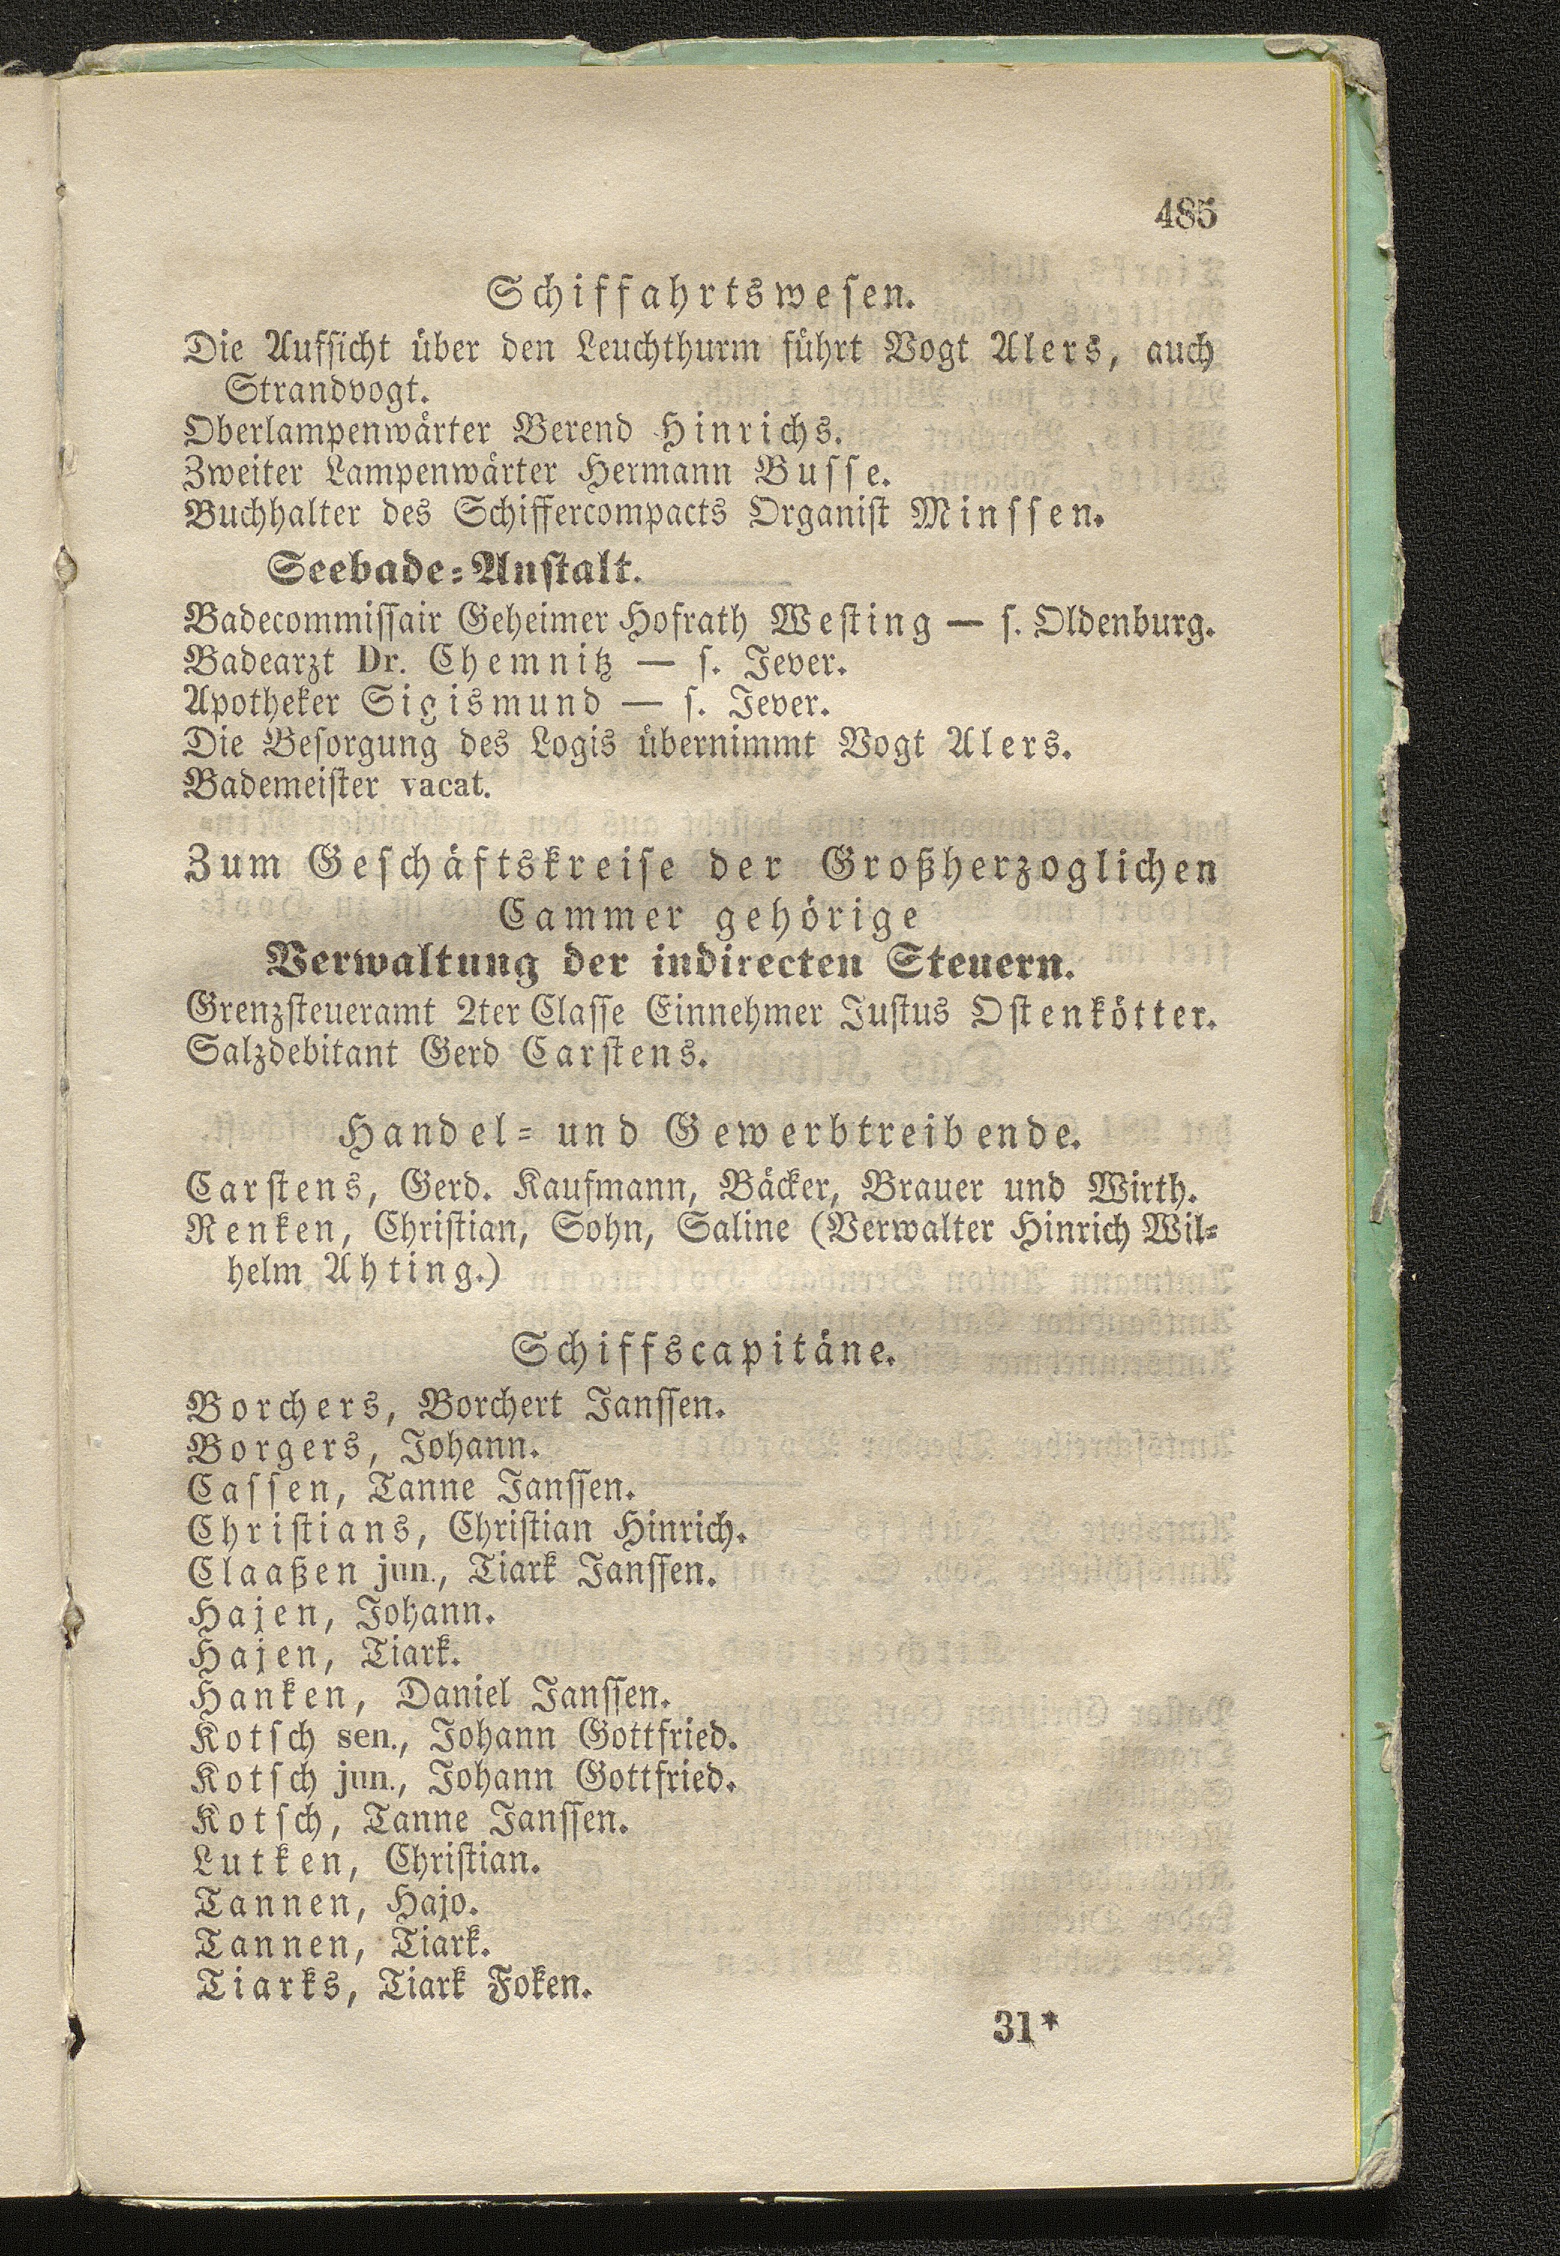 485
Schiffahrtswesen.
Die Aufsicht über den Leuchthurm führt Vogt Alers, auch
Strandvogt.
Oberlampenwärter Berend Hinrichs.
Zweiter Lampenwärter Hermann Busse.
Buchhalter des Schiffercompacts Organist Minssen.
Seebade=Anstalt.
Badecommissair Geheimer Hofrath Westing — s. Oldenburg.
Badearzt Dr. Chemnitz — s. Jever.
Apotheker Sigismund — s. Jever.
Die Besorgung des Logis übernimmt Vogt Alers.
Bademeister vacat.
Zum Geschäftskreise der Großherzoglichen
Cammer gehörige
Verwaltung der indirecten Steuern.
Grenzsteueramt 2ter Classe Einnehmer Justus Ostenkötter.
Salzdebitant Gerd Carstens.
Handel= und Gewerbtreibende.
Carstens, Gerd. Kaufmann, Bäcker, Brauer und Wirth.
Renken, Christian, Sohn, Saline (Verwalter Hinrich Wil=
helm Ahting.)
Schiffscapitäne.
Borchers, Borchert Janssen.
Borgers, Johann.
Cassen, Tanne Janssen.
Christians, Christian Hinrich.
Claaßen jun., Tiark Janssen.
Hajen, Johann.
Hajen, Tiark.
Hanken, Daniel Janssen.
Kotsch sen., Johann Gottfried.
Kotsch jun., Johann Gottfried.
Kotsch, Tanne Janssen.
Lutken, Christian.
Tannen, Hajo.
Tannen, Tiark.
Tiarks, Tiark Foken.
31*